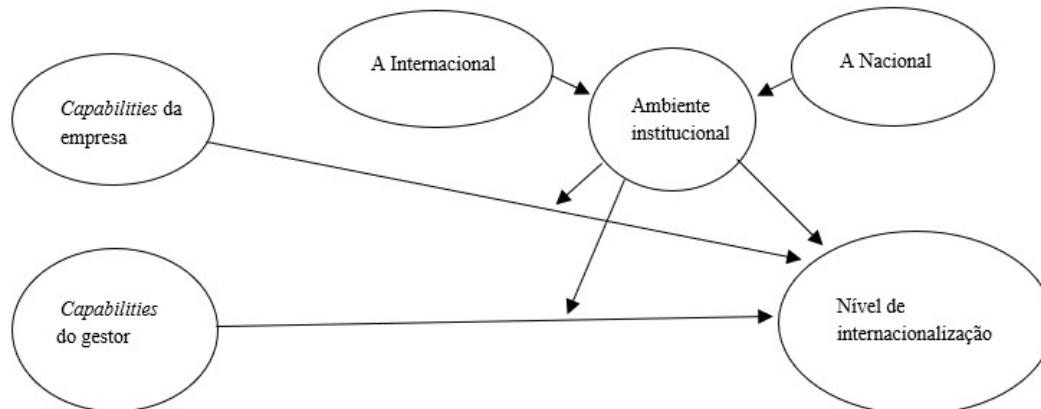 A Internacional
A Nacional
Capabilities da
empresa
Ambiente
institucional
Capabilities
do gestor
Nível de
internacionalização